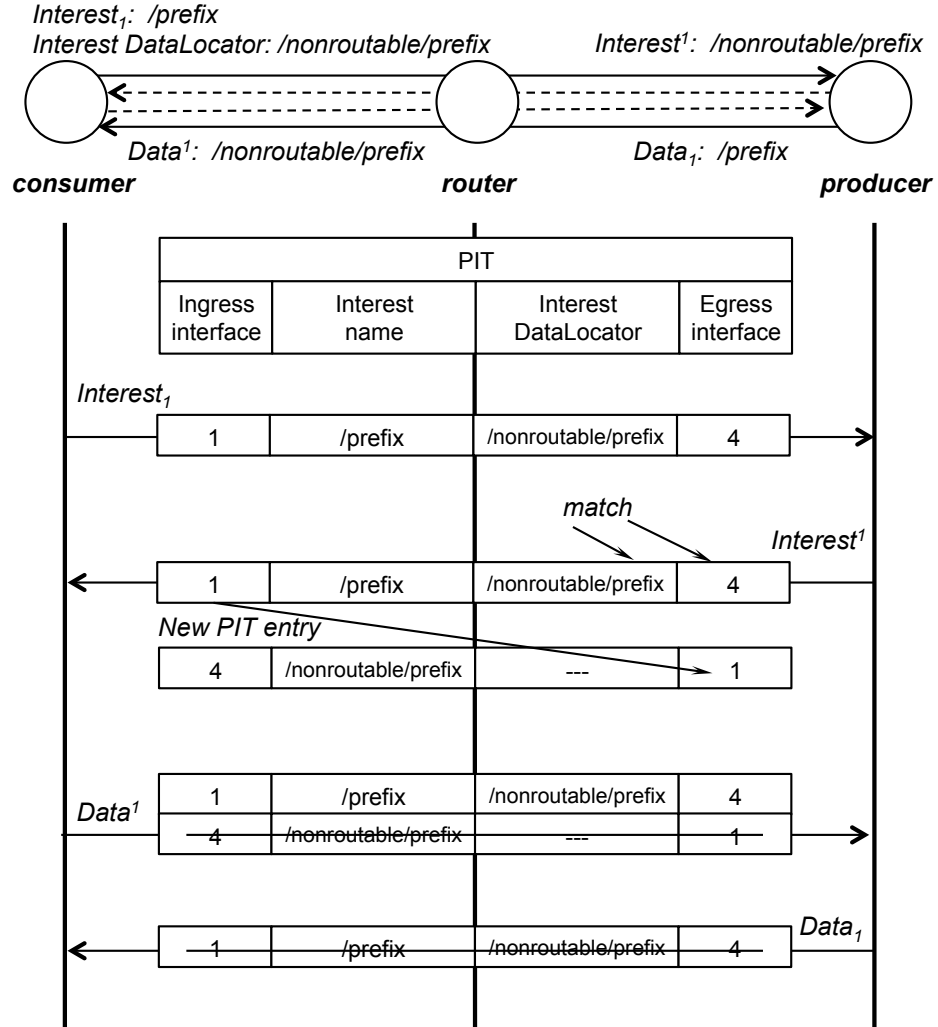 Interest₁: /prefix
Interest DataLocator: /nonroutable/prefix
Interest¹: /nonroutable/prefix
Data¹: /nonroutable/prefix
Data₁: /prefix
consumer
router
producer
PIT
Ingress interface
Interest name
Interest DataLocator
Egress interface
Interest₁
1
/prefix
/nonroutable/prefix
4
match
Interest¹
1
/prefix
/nonroutable/prefix
4
New PIT entry
4
/nonroutable/prefix
---
1
Data¹
1
/prefix
/nonroutable/prefix
4
4
/nonroutable/prefix
---
1
Data₁
1
/prefix
/nonroutable/prefix
4